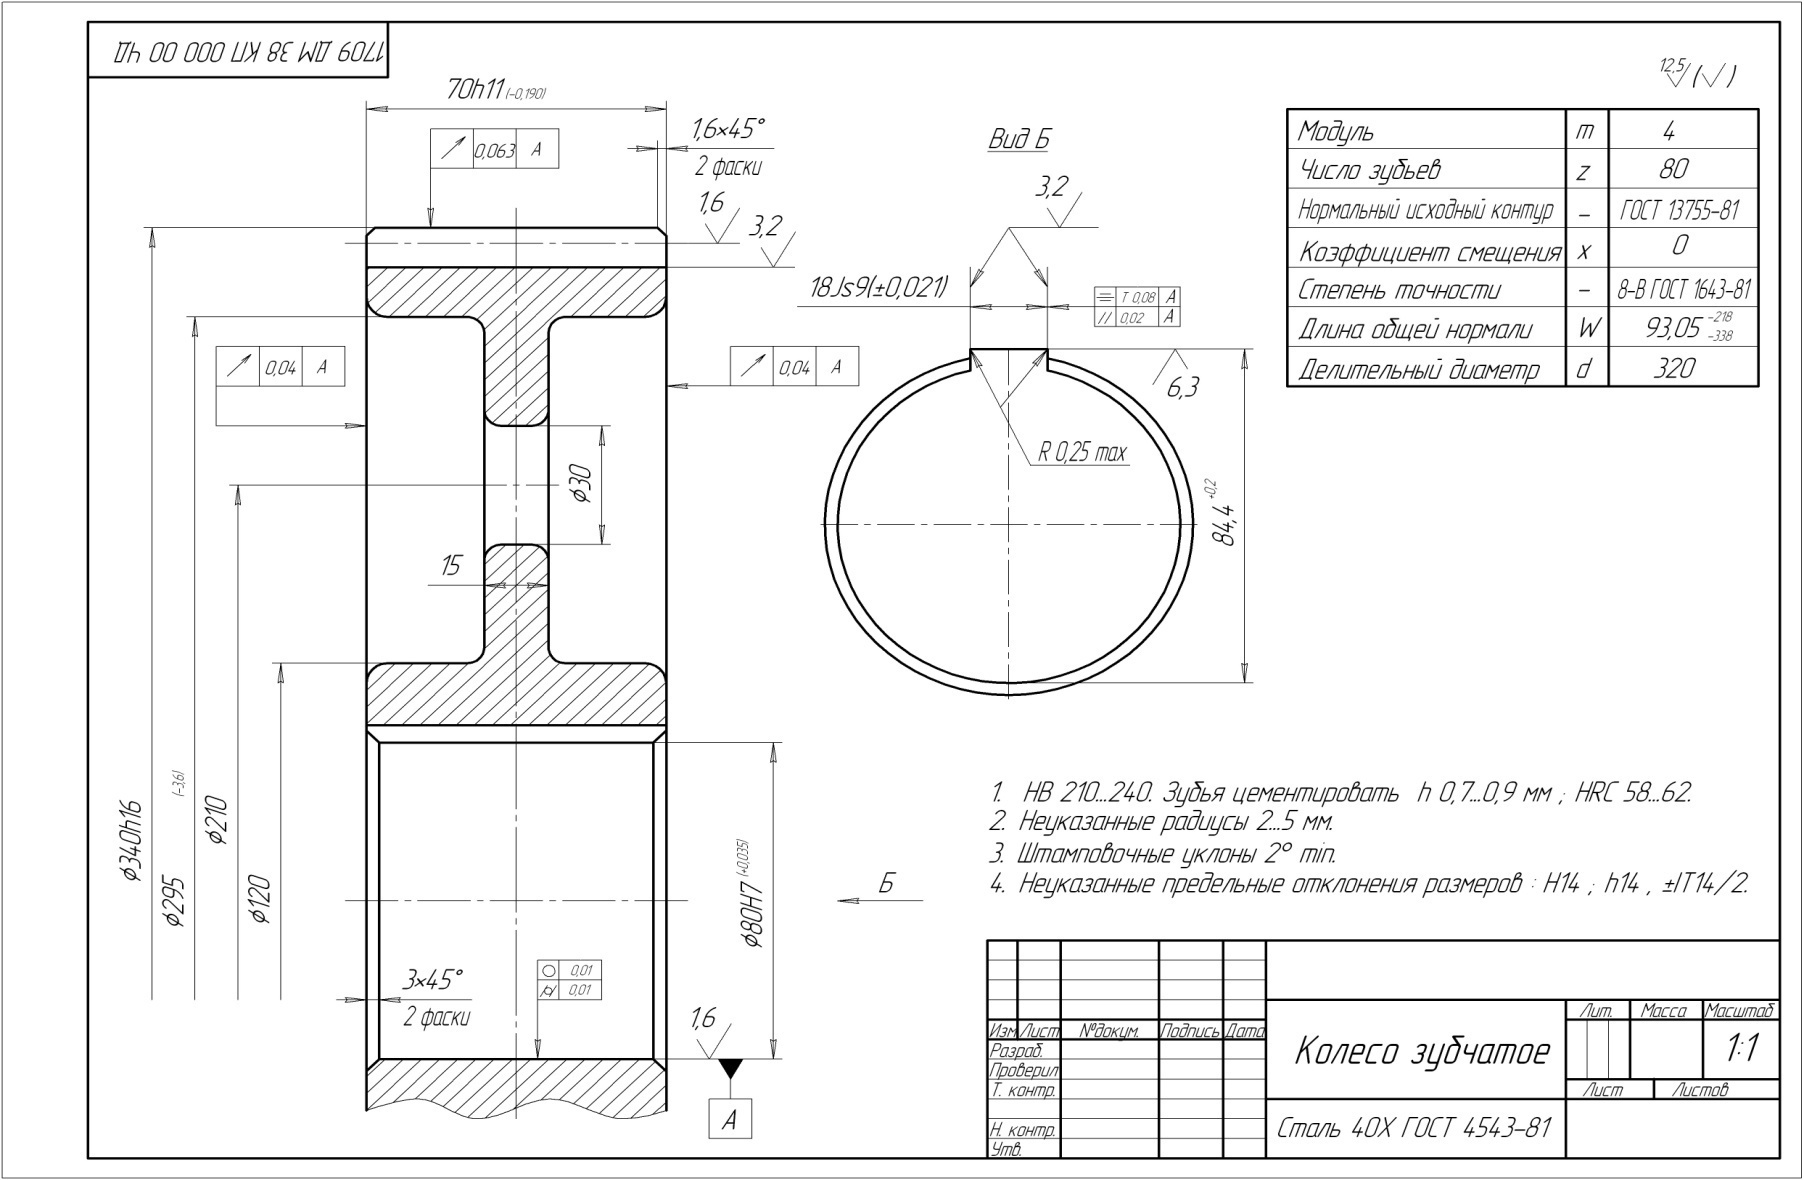 1709 ДМ 38 КП 000 00 ЧД
70h11 (-0,190)
0,063 А
1,6×45°
2 фаски
1,6
3,2
0,04 А
0,04 А
ϕ30
15
ϕ340h16
(-3,6)
ϕ295
ϕ210
ϕ120
ϕ80H7 (+0,035)
3×45°
2 фаски
0,01
0,01
1,6
А
Б
Вид Б
3,2
18Js9(±0,021)
Т 0,08 А
// 0,02 А
6,3
R 0,25 max
84,4 +0,2
12,5 ( )
Модуль m 4
Число зубьев z 80
Нормальный исходный контур – ГОСТ 13755-81
Коэффициент смещения x 0
Степень точности – 8-В ГОСТ 1643-81
Длина общей нормали W 93,05 -218 -338
Делительный диаметр d 320
1. НВ 210...240. Зубья цементировать h 0,7...0,9 мм ; HRC 58...62.
2. Неуказанные радиусы 2...5 мм.
3. Штамповочные уклоны 2° min.
4. Неуказанные предельные отклонения размеров : H14 ; h14 , ±IT14/2.
Изм Лист №докум. Подпись Дата
Разраб.
Проверил
Т. контр.
Н. контр.
Утв.
Колесо зубчатое
Сталь 40Х ГОСТ 4543-81
Лит. Масса Масштаб
1:1
Лист Листов